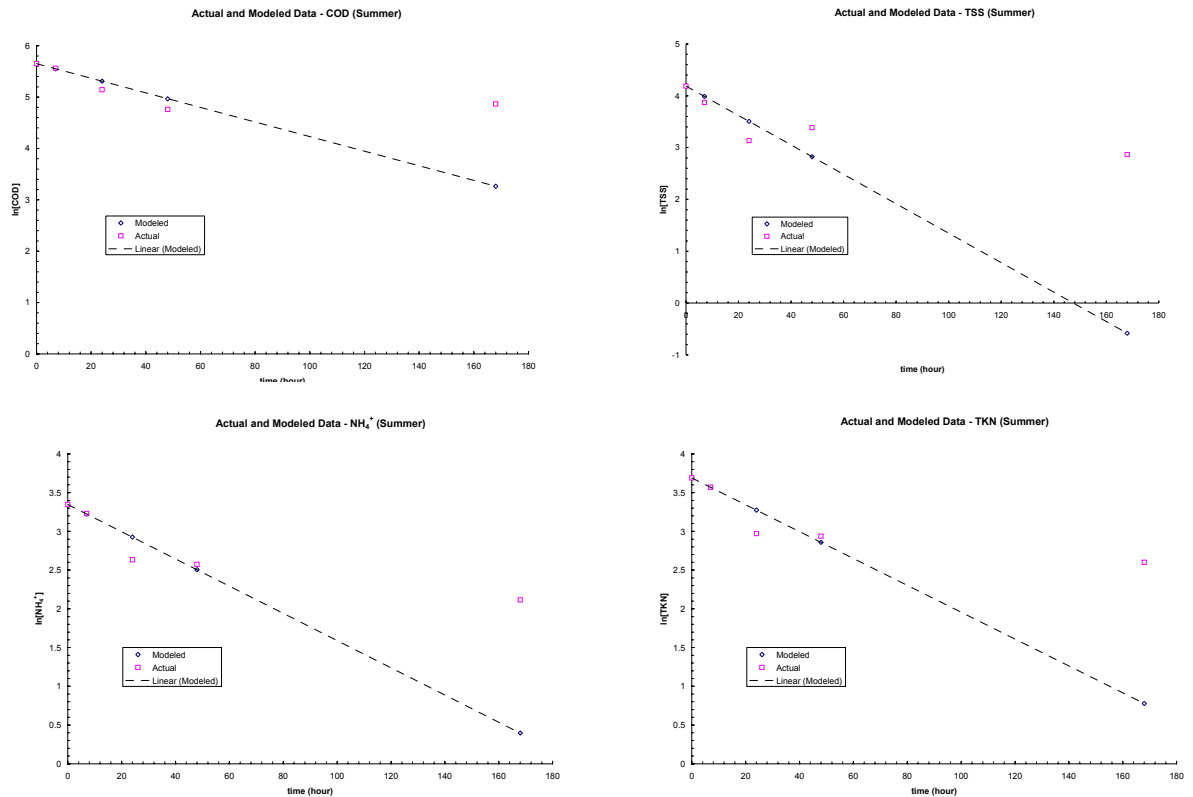 Actual and Modeled Data - COD (Summer)
ln[COD]
6
5
4
3
2
1
0
0 20 40 60 80 100 120 140 160 180
time (hour)
Modeled
Actual
Linear (Modeled)
Actual and Modeled Data - TSS (Summer)
ln[TSS]
5
4
3
2
1
0
-1
0 20 40 60 80 100 120 140 160 180
time (hour)
Modeled
Actual
Linear (Modeled)
Actual and Modeled Data - NH₄⁺ (Summer)
ln[NH₄⁺]
4
3.5
3
2.5
2
1.5
1
0.5
0
0 20 40 60 80 100 120 140 160 180
time (hour)
Modeled
Actual
Linear (Modeled)
Actual and Modeled Data - TKN (Summer)
ln[TKN]
4
3.5
3
2.5
2
1.5
1
0.5
0
0 20 40 60 80 100 120 140 160 180
time (hour)
Modeled
Actual
Linear (Modeled)